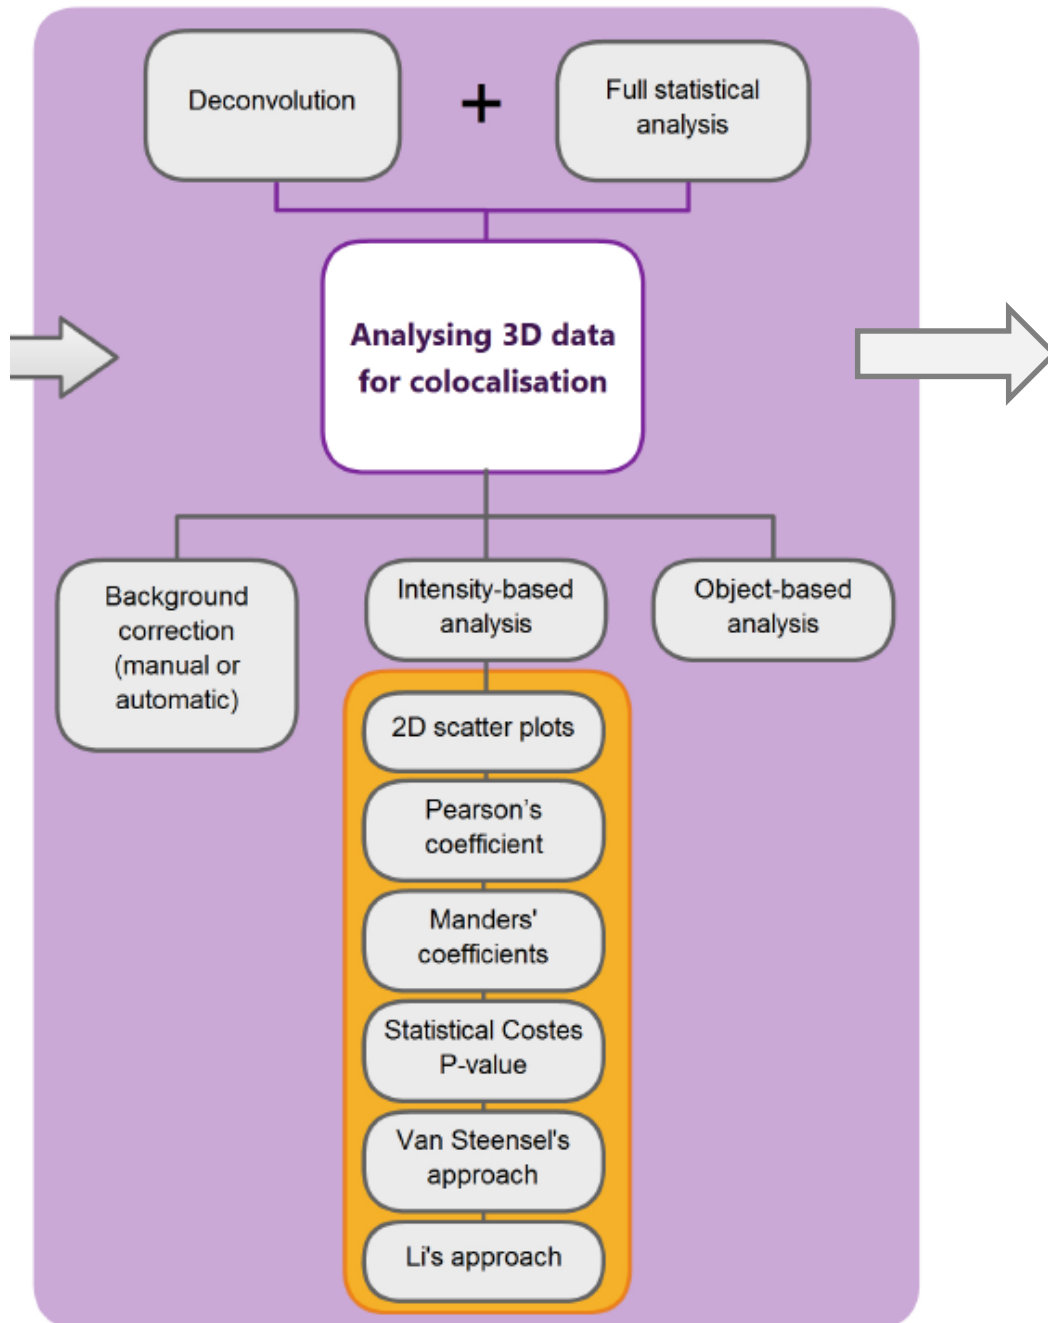 Deconvolution
+
Full statistical
analysis
Analysing 3D data
for colocalisation
Background
correction
(manual or
automatic)
Intensity-based
analysis
Object-based
analysis
2D scatter plots
Pearson’s
coefficient
Manders'
coefficients
Statistical Costes
P-value
Van Steensel's
approach
Li's approach